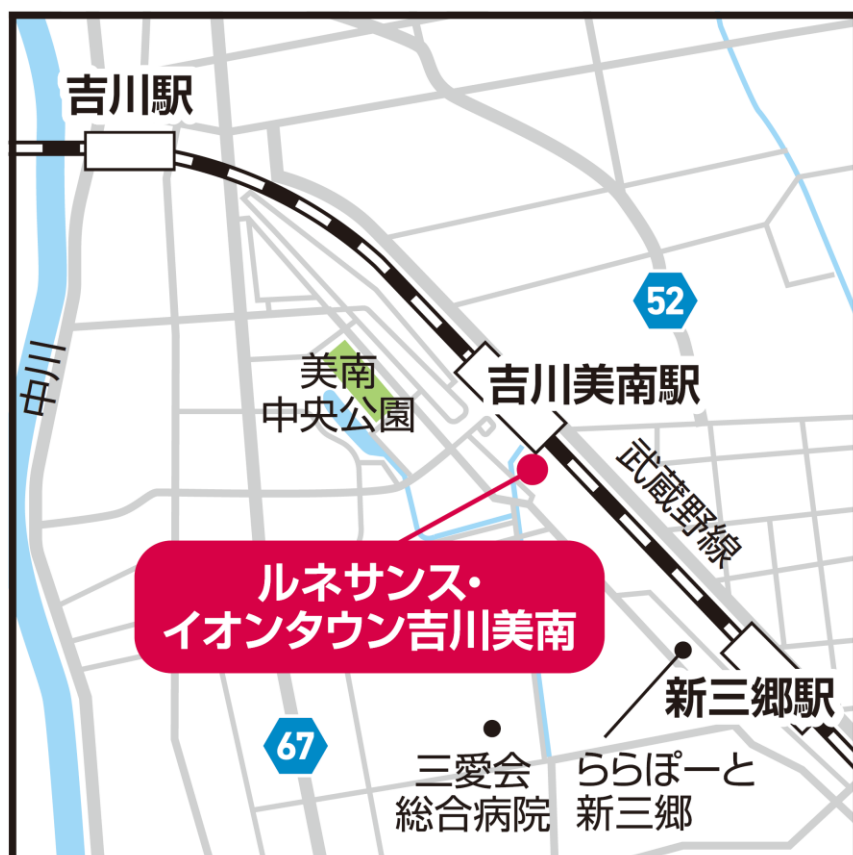 吉川駅
52
中川
美南
中央公園
吉川美南駅
武蔵野線
ルネサンス・
イオンタウン吉川美南
新三郷駅
67
三愛会
総合病院
ららぽーと
新三郷